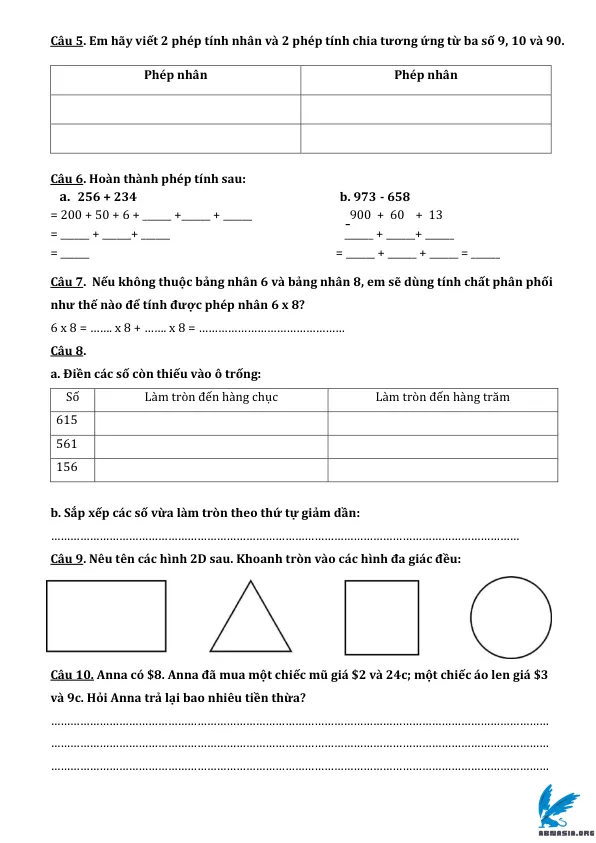 Câu 5. Em hãy viết 2 phép tính nhân và 2 phép tính chia tương ứng từ ba số 9, 10 và 90.
Phép nhân Phép nhân
Câu 6. Hoàn thành phép tính sau:
a. 256 + 234 b. 973 - 658
= 200 + 50 + 6 + _____ +_____ + _____ 900 + 60 + 13
= _____ + _____+ _____ - _____ + _____+ _____
= _____ = _____ + _____ + _____ = _____
Câu 7. Nếu không thuộc bảng nhân 6 và bảng nhân 8, em sẽ dùng tính chất phân phối
như thế nào để tính được phép nhân 6 x 8?
6 x 8 = ……. x 8 + ……. x 8 = ………………………………………
Câu 8.
a. Điền các số còn thiếu vào ô trống:
Số Làm tròn đến hàng chục Làm tròn đến hàng trăm
615
561
156
b. Sắp xếp các số vừa làm tròn theo thứ tự giảm dần:
………………………………………………………………………………………………………………………………
Câu 9. Nêu tên các hình 2D sau. Khoanh tròn vào các hình đa giác đều:
Câu 10. Anna có $8. Anna đã mua một chiếc mũ giá $2 và 24c; một chiếc áo len giá $3
và 9c. Hỏi Anna trả lại bao nhiêu tiền thừa?
………………………………………………………………………………………………………………………………………
………………………………………………………………………………………………………………………………………
………………………………………………………………………………………………………………………………………
ABNASIA.ORG